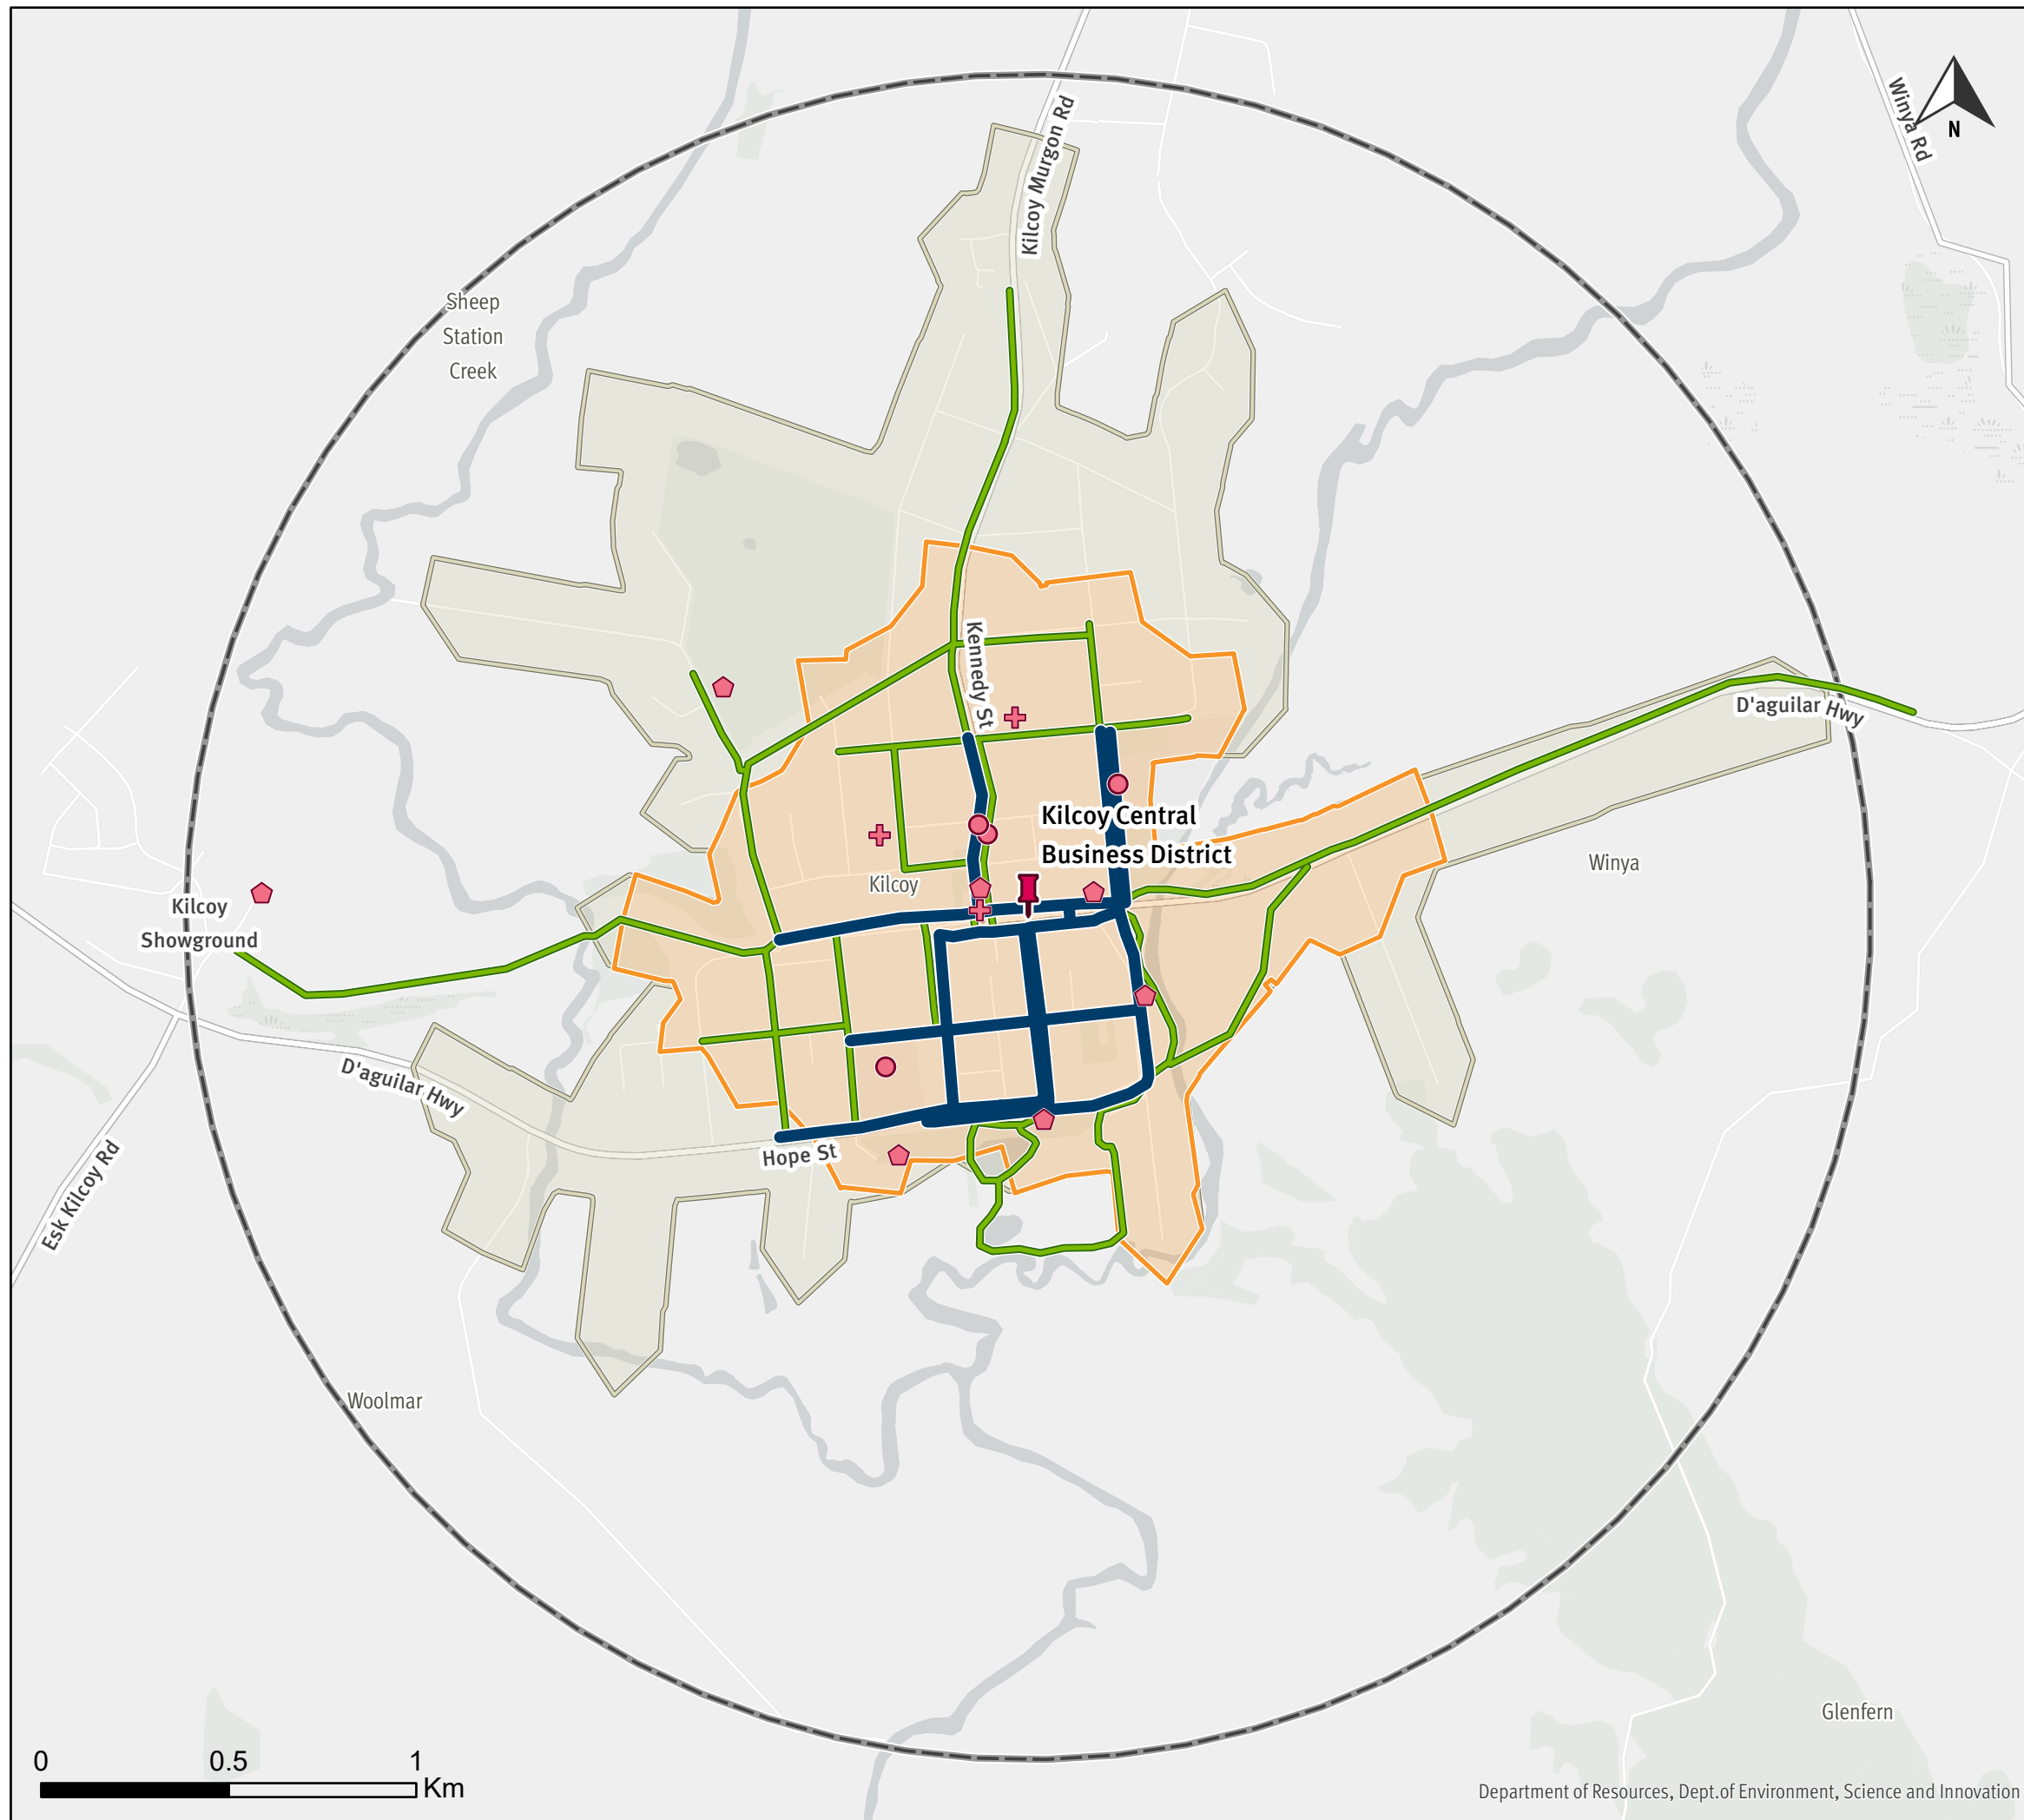 Kilcoy Murgon Rd
Winya Rd
N
Sheep
Station
Creek
Kennedy St
D'aguilar Hwy
Kilcoy Central
Business District
Winya
Kilcoy
Kilcoy
Showground
D'aguilar Hwy
Hope St
Esk Kilcoy Rd
Woolmar
Glenfern
0 0.5 1
Km
Department of Resources, Dept.of Environment, Science and Innovation